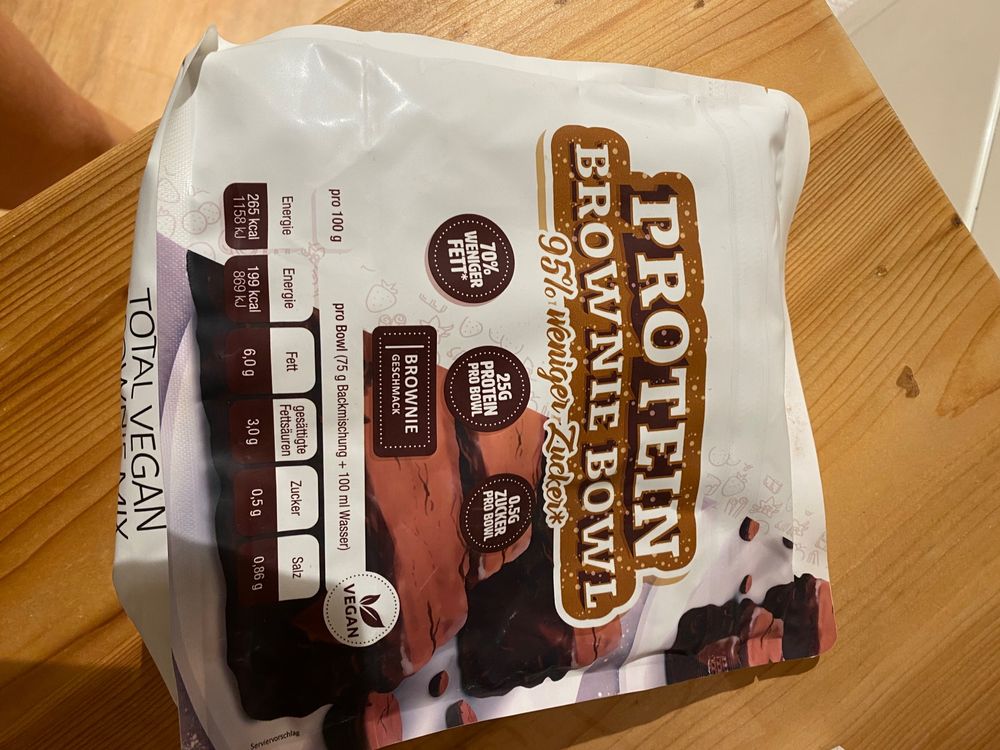 PROTEIN
BROWNIE BOWL
95% weniger Zucker*
70%
WENIGER
FETT*
25G
PROTEIN
PRO BOWL
0,5G
ZUCKER
PRO BOWL
BROWNIE
GESCHMACK
VEGAN
pro 100 g
pro Bowl (75 g Backmischung + 100 ml Wasser)
Energie
265 kcal
1158 kJ
Energie
199 kcal
869 kJ
Fett
6,0 g
gesättigte
Fettsäuren
3,0 g
Zucker
0,5 g
Salz
0,86 g
Serviervorschlag
TOTAL VEGAN
BROWNIE MIX